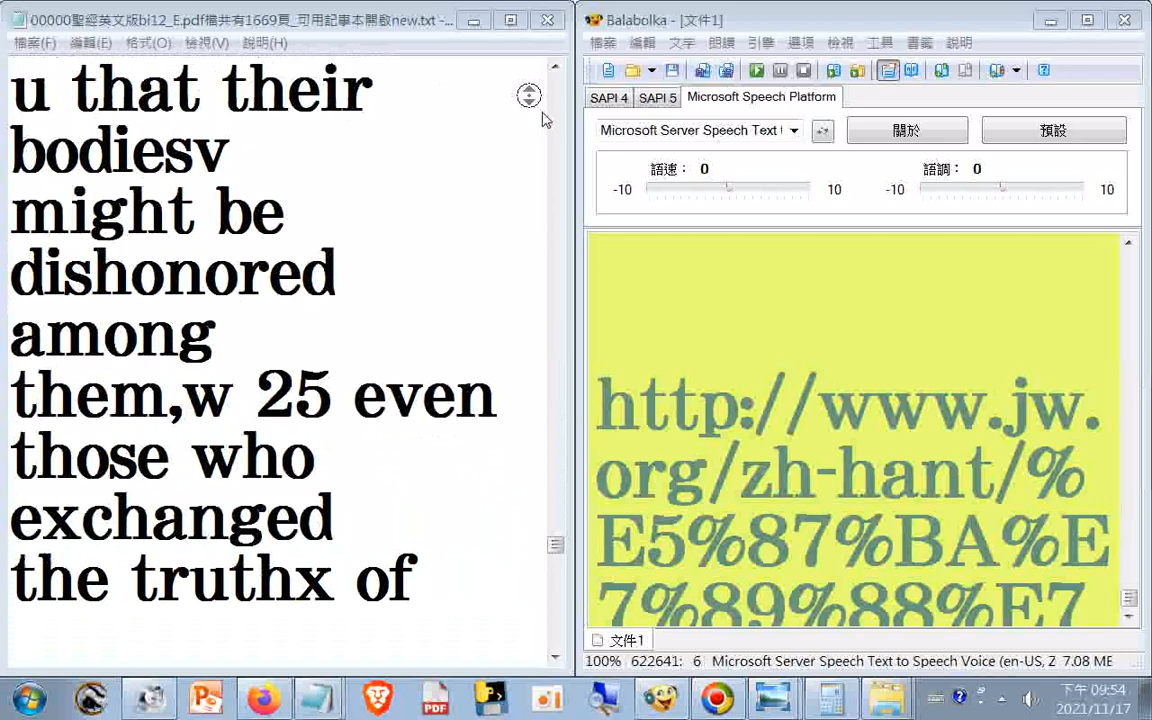 00000聖經英文版bi12_E.pdf檔共有1669頁_可用記事本開啟new.txt -...
檔案(F) 編輯(E) 格式(O) 檢視(V) 說明(H)
u that their
bodiesv
might be
dishonored
among
them,w 25 even
those who
exchanged
the truthx of
Balabolka - [文件1]
檔案 編輯 文字 朗讀 引擎 選項 檢視 工具 書籤 說明
SAPI 4 SAPI 5 Microsoft Speech Platform
Microsoft Server Speech Text 關於 預設
語速： 0 語調： 0
-10 10 -10 10
http://www.jw.
org/zh-hant/%
E5%87%BA%E
7%89%88%E7
文件1
100% 622641: 6 Microsoft Server Speech Text to Speech Voice (en-US, Z 7.08 ME
PDF
下午 09:54
2021/11/17